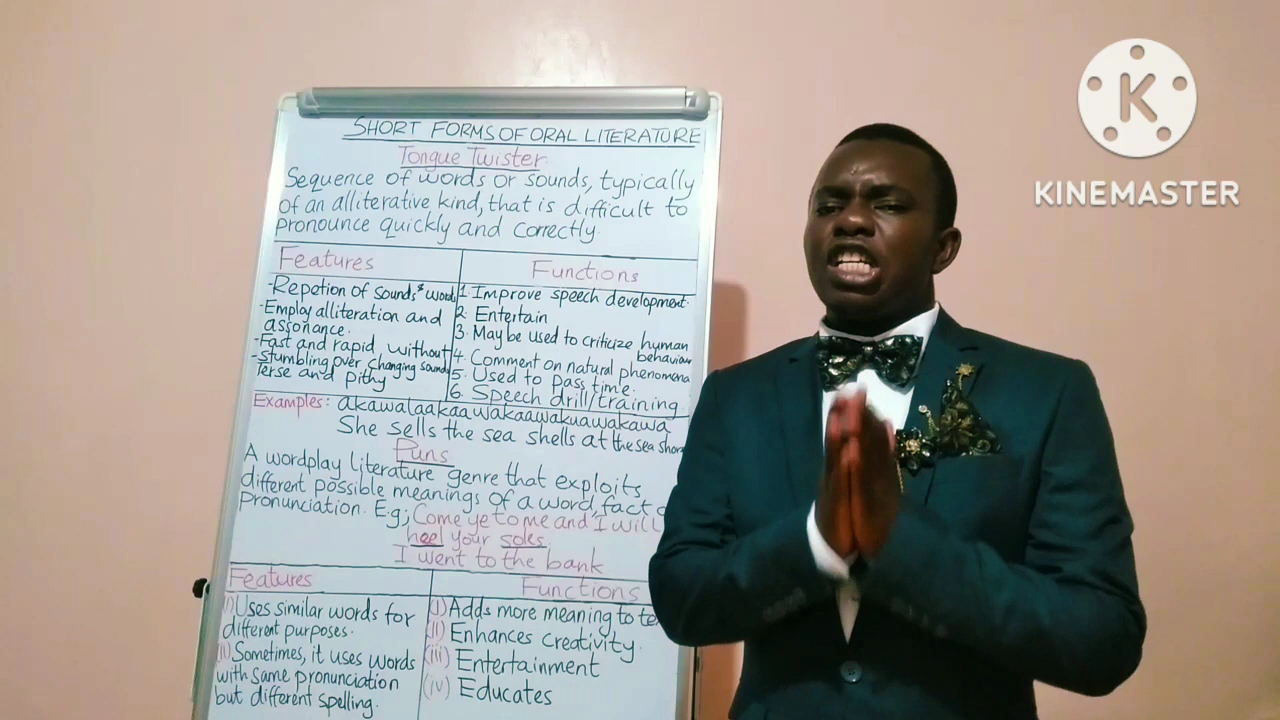 SHORT FORMS OF ORAL LITERATURE
Tongue Twister
Sequence of words or sounds, typically
of an alliterative kind, that is difficult to
pronounce quickly and correctly.
Features
-Repetion of sounds & words
-Employ alliteration and
assonance.
-Fast and rapid, without
-stumbling over changing sounds
Terse and pithy
Functions
1. Improve speech development.
2. Entertain
3. May be used to criticize human
behaviour
4. Comment on natural phenomena
5. Used to pass time.
6. Speech drill/training
Examples: akawalaakaawakaawakuawakawa
She sells the sea shells at the sea shore
Puns
A wordplay literature genre that exploits
different possible meanings of a word, fact
Pronunciation. Eg; Come ye to me and I will
heel your soles.
I went to the bank
Features
(i) Uses similar words for
different purposes.
(ii) Sometimes, it uses words
with same pronunciation
but different spelling.
Functions
(i) Adds more meaning to te
(ii) Enhances creativity.
(iii) Entertainment
(iv) Educates
K
KINEMASTER